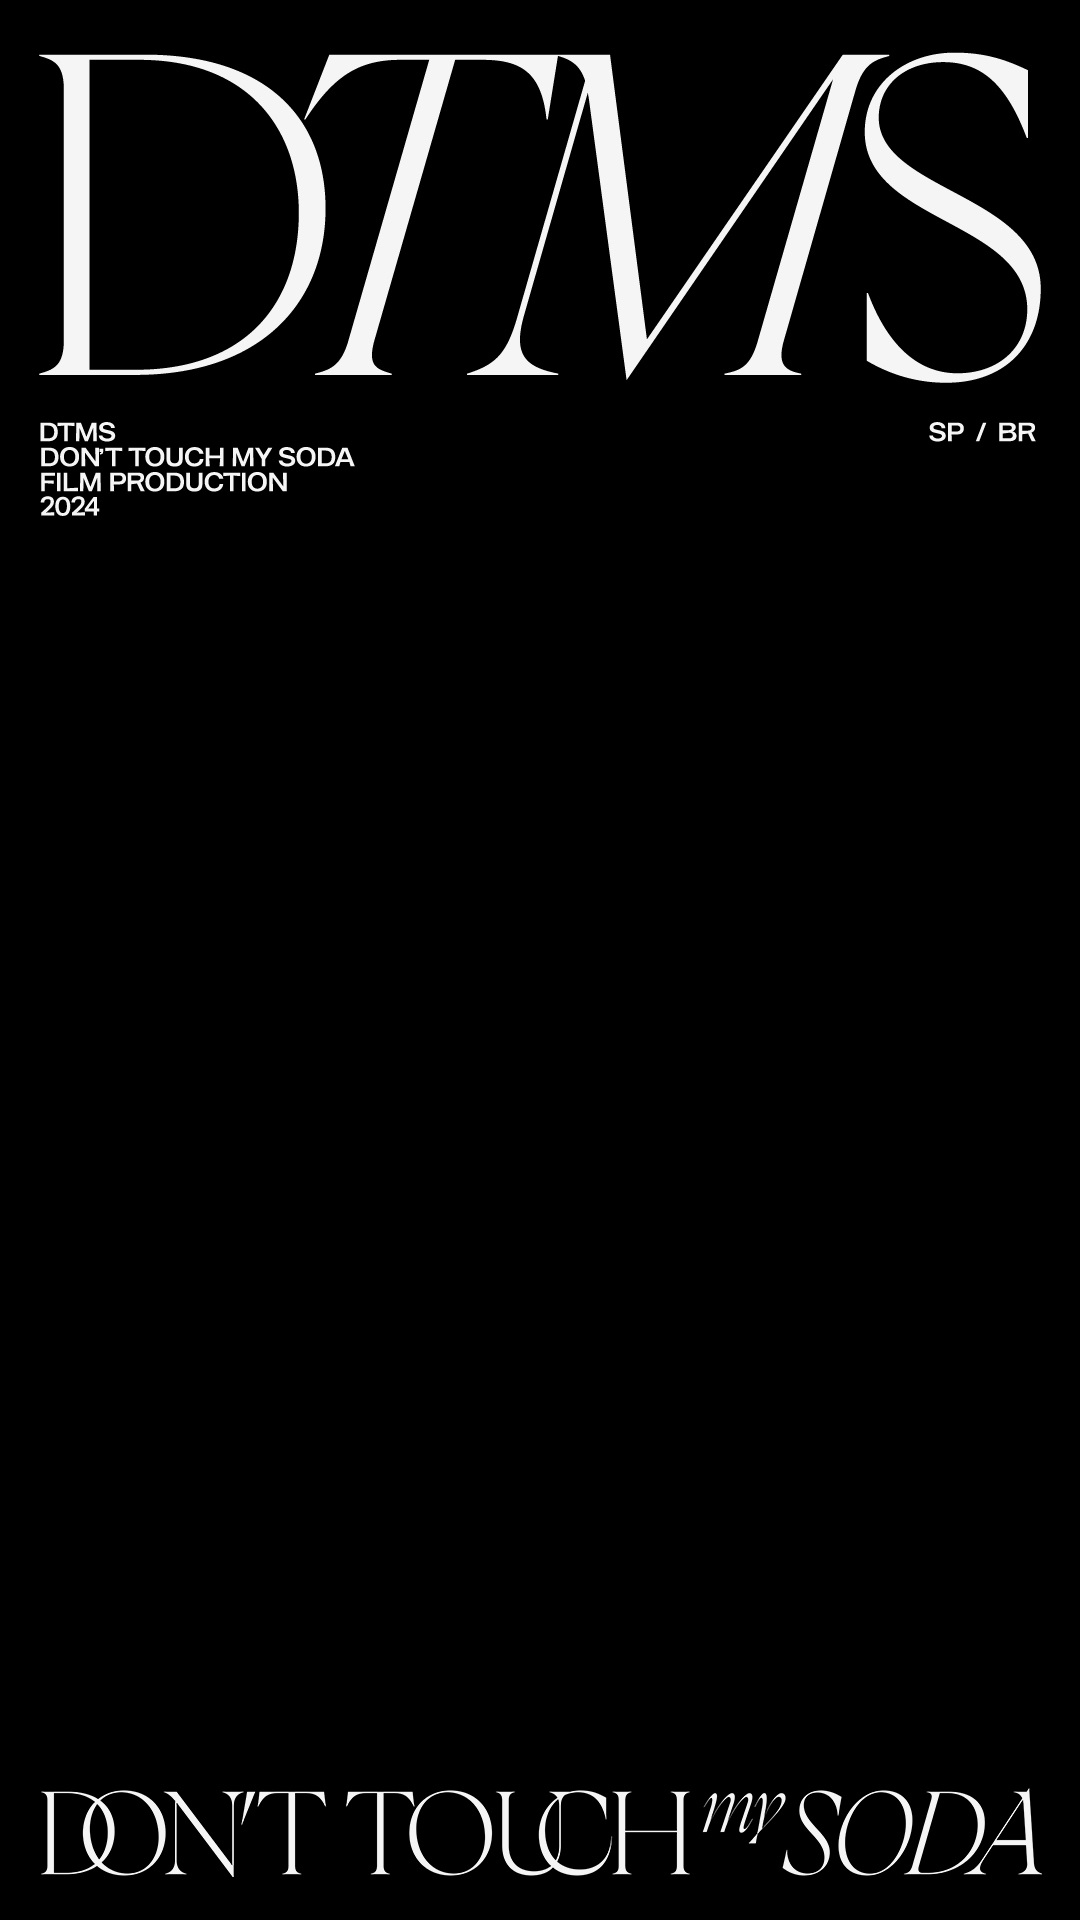 DTMS
DTMS
DON'T TOUCH MY SODA
FILM PRODUCTION
2024
SP / BR
DON'T TOUCH my SODA